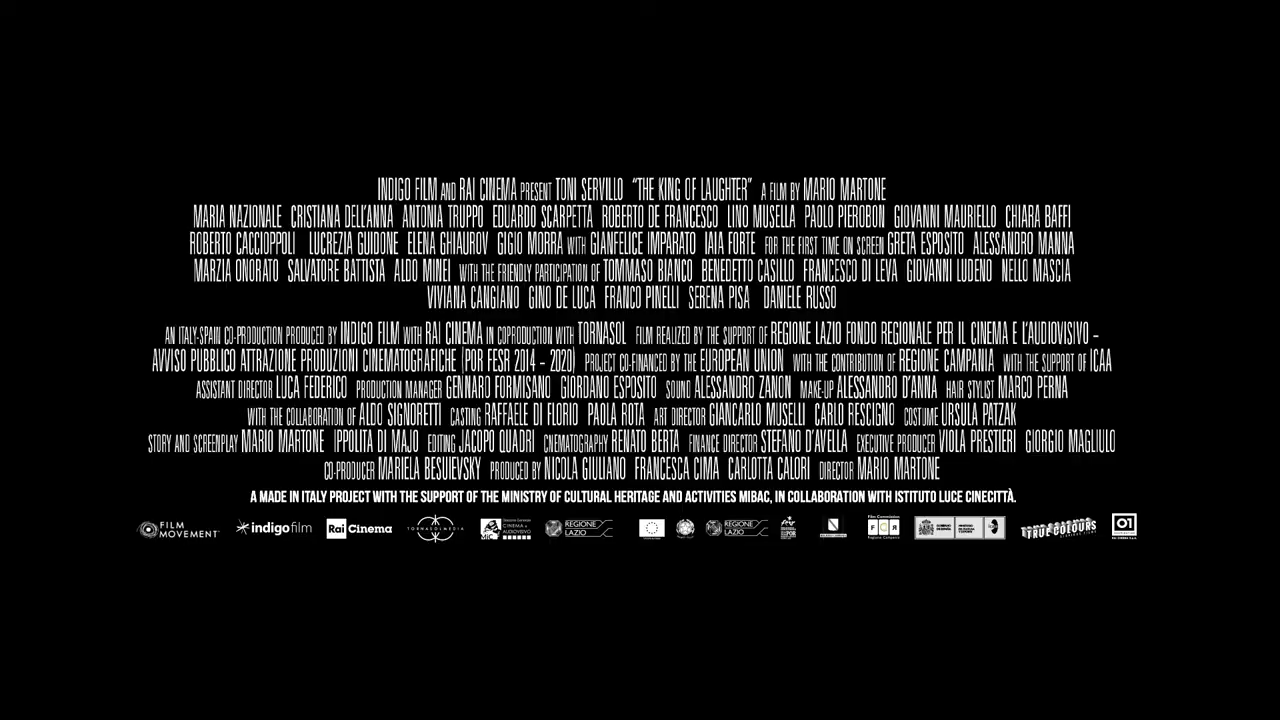 INDIGO FILM AND RAI CINEMA PRESENT TONI SERVILLO "THE KING OF LAUGHTER" A FILM BY MARIO MARTONE
MARIA NAZIONALE CRISTIANA DELL'ANNA ANTONIA TRUPPO EDUARDO SCARPETTA ROBERTO DE FRANCESCO LINO MUSELLA PAOLO PIEROBON GIOVANNI MAURIELLO CHIARA BAFFI
ROBERTO CACCIOPPOLI LUCREZIA GUIDONE ELENA GHIAUROV GIGIO MORRA WITH GIANFELICE IMPARATO IAIA FORTE FOR THE FIRST TIME ON SCREEN GRETA ESPOSITO ALESSANDRO MANNA
MARZIA ONORATO SALVATORE BATTISTA ALDO MINEI WITH THE FRIENDLY PARTICIPATION OF TOMMASO BIANCO BENEDETTO CASILLO FRANCESCO DI LEVA GIOVANNI LUDENO NELLO MASCIA
VIVIANA CANGIANO GINO DE LUCA FRANCO PINELLI SERENA PISA DANIELE RUSSO
AN ITALY-SPAIN CO-PRODUCTION PRODUCED BY INDIGO FILM WITH RAI CINEMA IN COPRODUCTION WITH TORNASOL FILM REALIZED BY THE SUPPORT OF REGIONE LAZIO FONDO REGIONALE PER IL CINEMA E L'AUDIOVISIVO –
AVVISO PUBBLICO ATTRAZIONE PRODUZIONI CINEMATOGRAFICHE (POR FESR 2014 – 2020) PROJECT CO-FINANCED BY THE EUROPEAN UNION WITH THE CONTRIBUTION OF REGIONE CAMPANIA WITH THE SUPPORT OF ICAA
ASSISTANT DIRECTOR LUCA FEDERICO PRODUCTION MANAGER GENNARO FORMISANO GIORDANO ESPOSITO SOUND ALESSANDRO ZANON MAKE-UP ALESSANDRO D'ANNA HAIR STYLIST MARCO PERNA
WITH THE COLLABORATION OF ALDO SIGNORETTI CASTING RAFFAELE DI FLORIO PAOLA ROTA ART DIRECTOR GIANCARLO MUSELLI CARLO RESCIGNO COSTUME URSULA PATZAK
STORY AND SCREENPLAY MARIO MARTONE IPPOLITA DI MAJO EDITING JACOPO QUADRI CNEMATOGRAPHY RENATO BERTA FINANCE DIRECTOR STEFANO D'AVELLA EXECUTIVE PRODUCER VIOLA PRESTIERI GIORGIO MAGLIULO
CO-PRODUCER MARIELA BESUIEVSKY PRODUCED BY NICOLA GIULIANO FRANCESCA CIMA CARLOTTA CALORI DIRECTOR MARIO MARTONE
A MADE IN ITALY PROJECT WITH THE SUPPORT OF THE MINISTRY OF CULTURAL HERITAGE AND ACTIVITIES MIBAC, IN COLLABORATION WITH ISTITUTO LUCE CINECITTÀ.
FILM MOVEMENT indigofilm Rai Cinema TORNASOLMEDIA MiC CINEMA e AUDIOVISIVO REGIONE LAZIO REGIONE LAZIO POR Film Commission FCR Regione Campania TRUE COLOURS 01